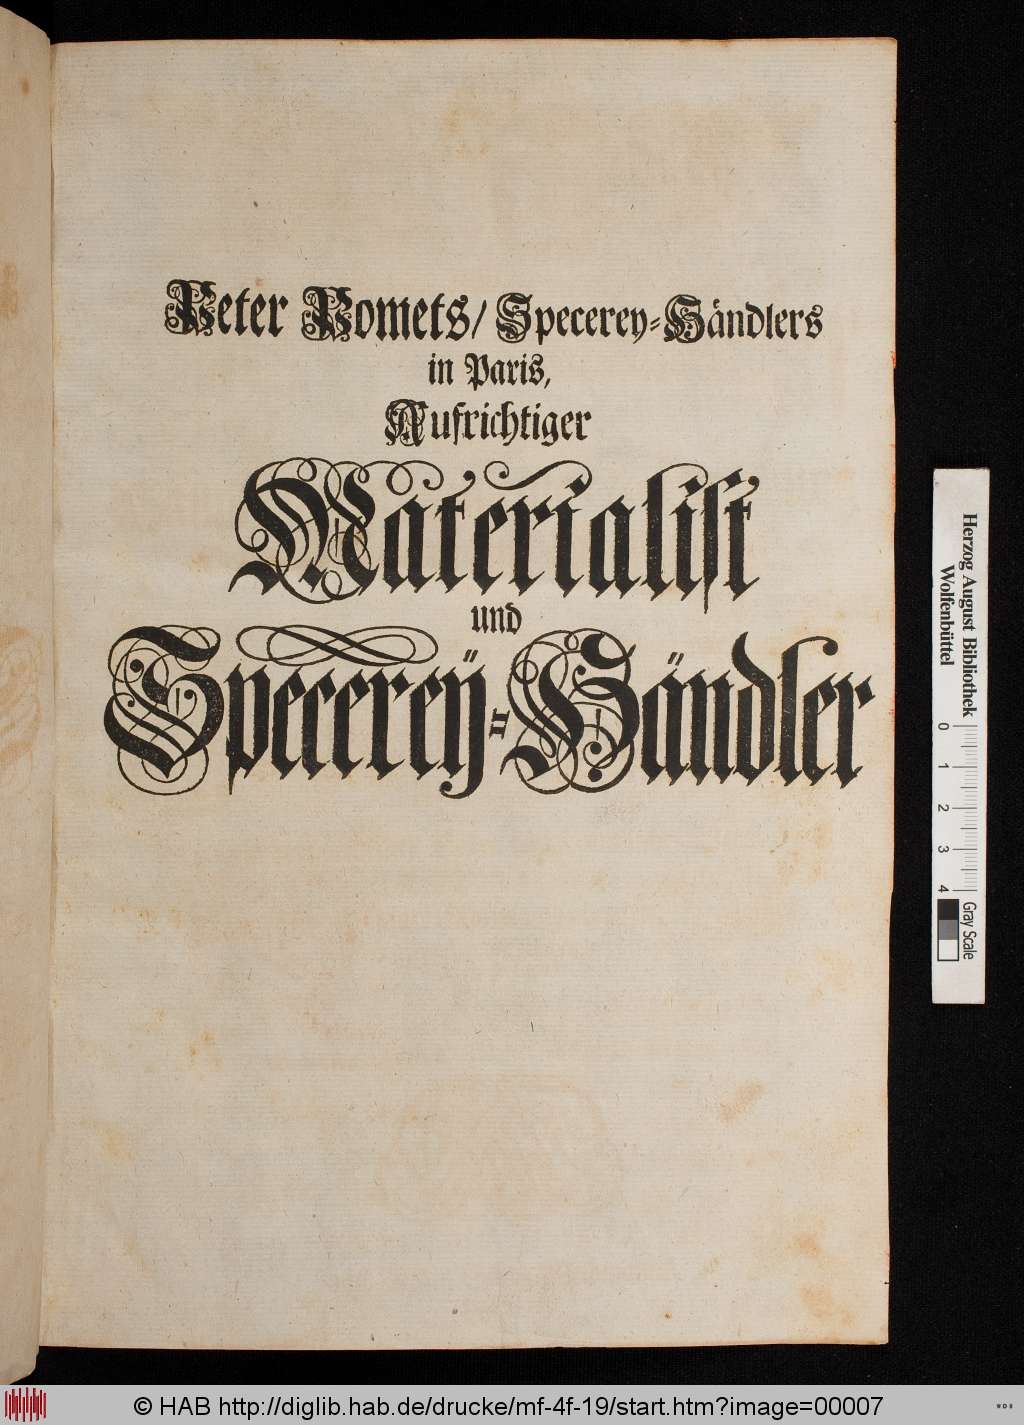 Peter Pomets/ Specerey-Händlers
in Paris,
Aufrichtiger
Materialist
und
Specereÿ-Händler
Herzog August Bibliothek
Wolfenbüttel
0 1 2 3 4
Gray Scale
© HAB http://diglib.hab.de/drucke/mf-4f-19/start.htm?image=00007